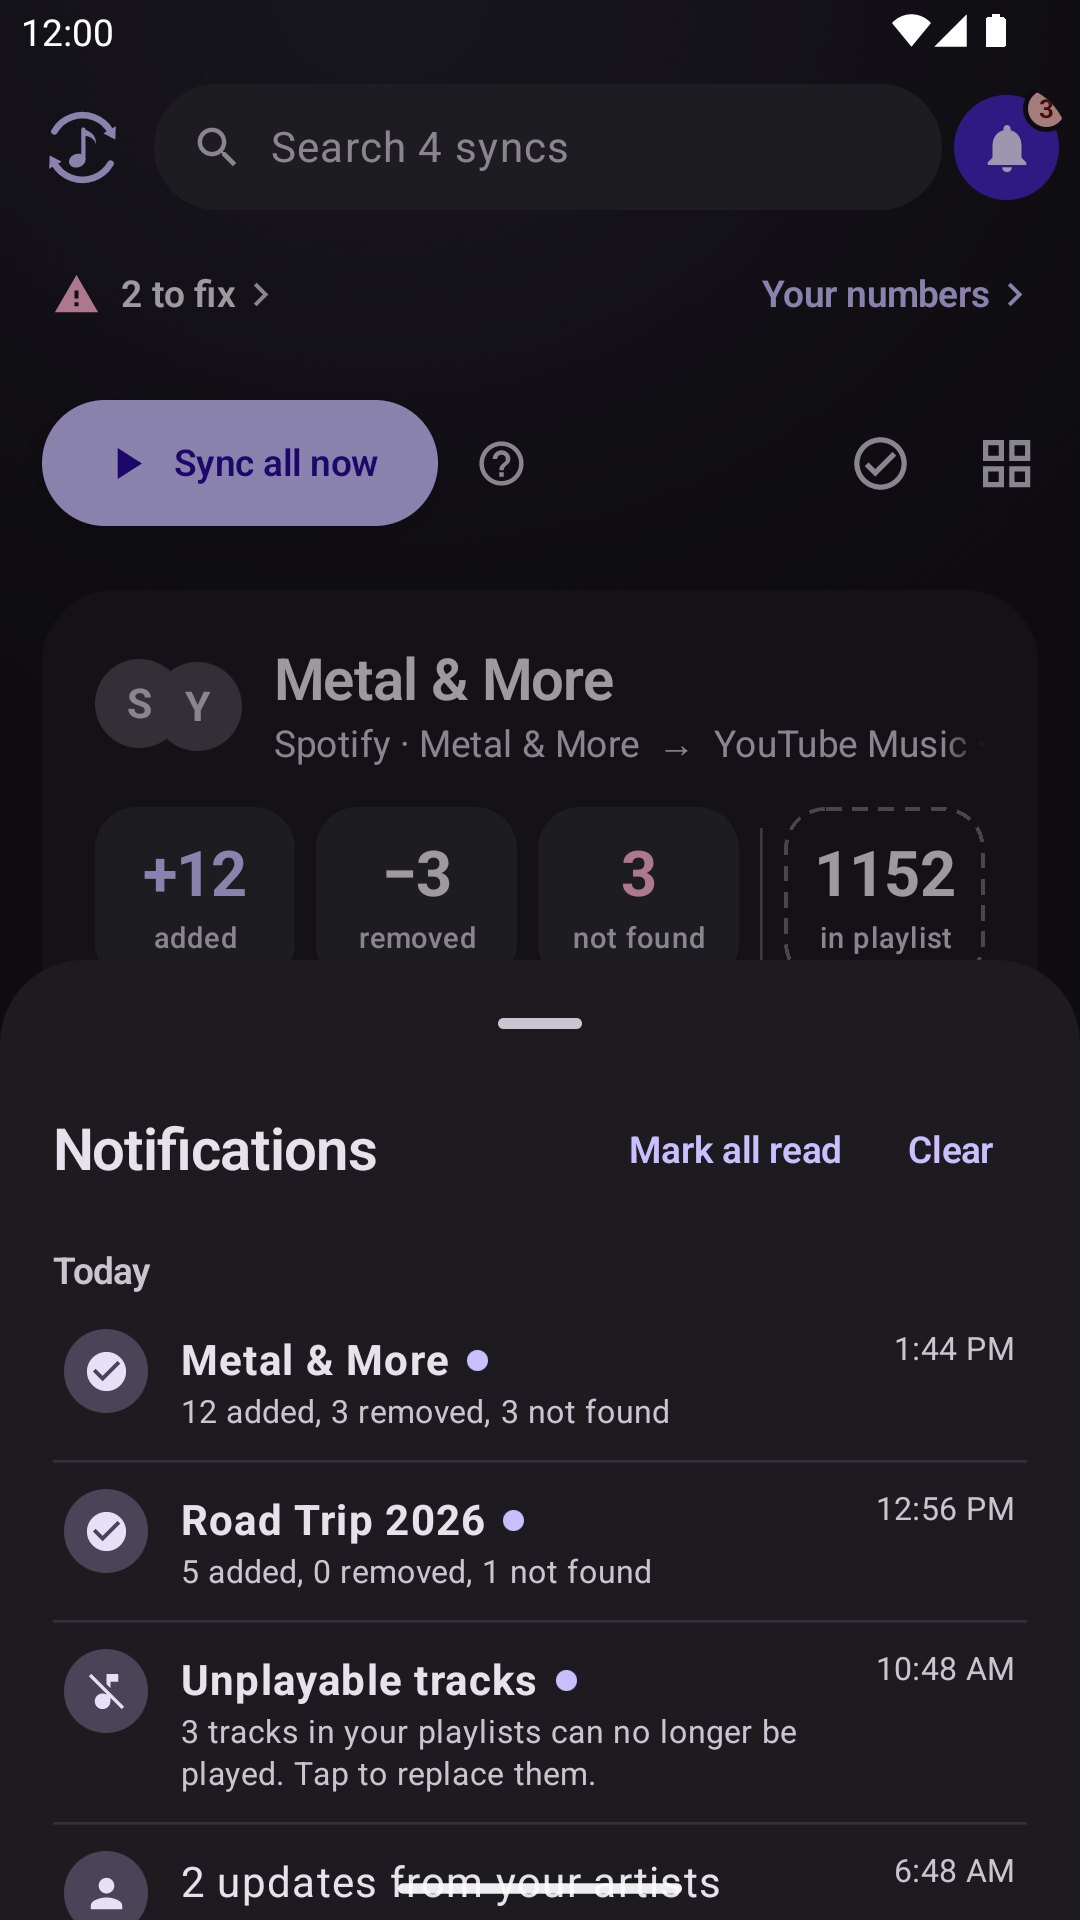 12:00
Search 4 syncs
3
2 to fix
Your numbers
Sync all now
S Y
Metal & More
Spotify · Metal & More → YouTube Music
+12
added
−3
removed
3
not found
1152
in playlist
Notifications
Mark all read
Clear
Today
Metal & More
1:44 PM
12 added, 3 removed, 3 not found
Road Trip 2026
12:56 PM
5 added, 0 removed, 1 not found
Unplayable tracks
10:48 AM
3 tracks in your playlists can no longer be
played. Tap to replace them.
2 updates from your artists
6:48 AM